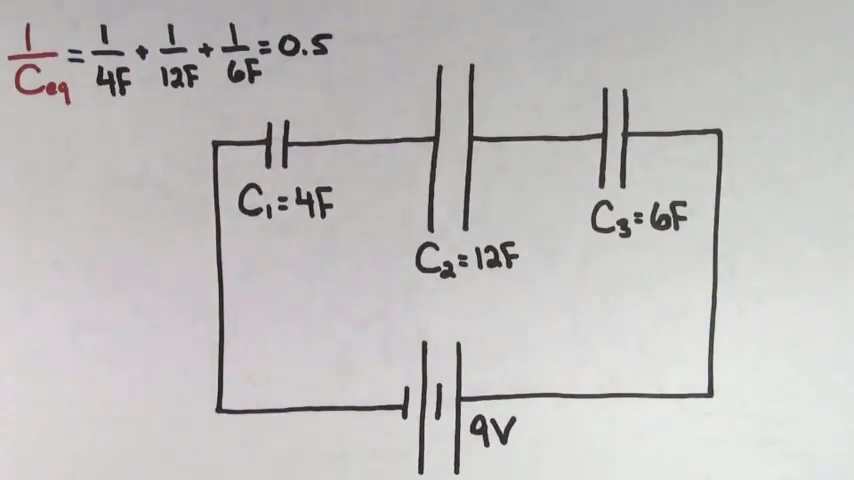 1/Ceq = 1/4F + 1/12F + 1/6F = 0.5
C₁=4F
C₃=6F
C₂=12F
9V